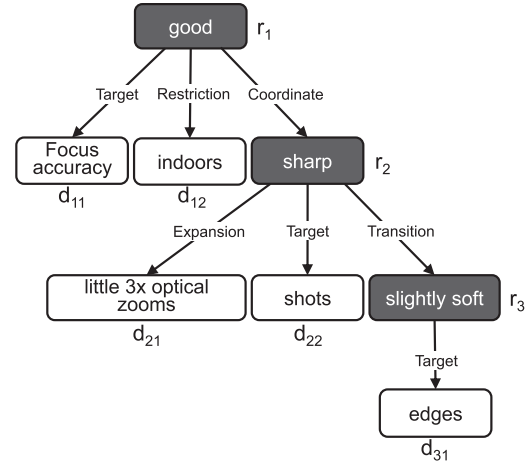 good r1
Target Restriction Coordinate
Focus
accuracy indoors sharp r2
d11 d12
Expansion Target Transition
little 3x optical
zooms shots slightly soft r3
d21 d22
Target
edges
d31